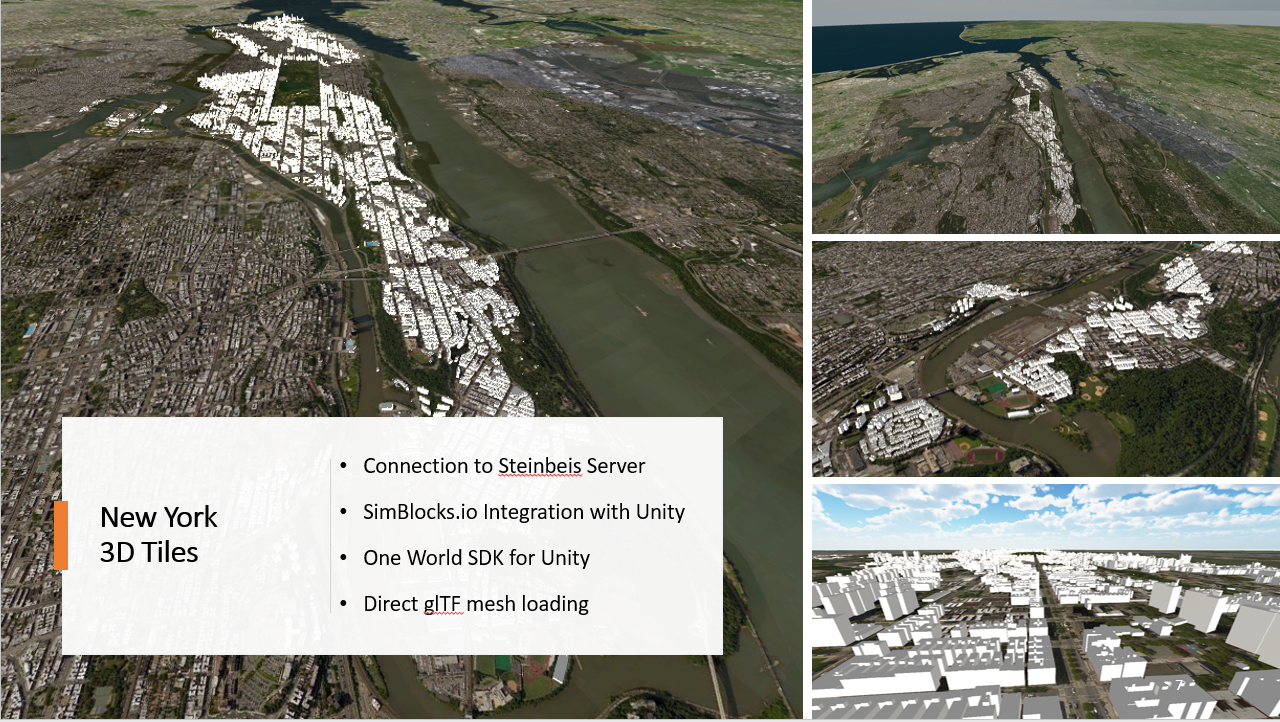 New York
3D Tiles
• Connection to Steinbeis Server
• SimBlocks.io Integration with Unity
• One World SDK for Unity
• Direct glTF mesh loading